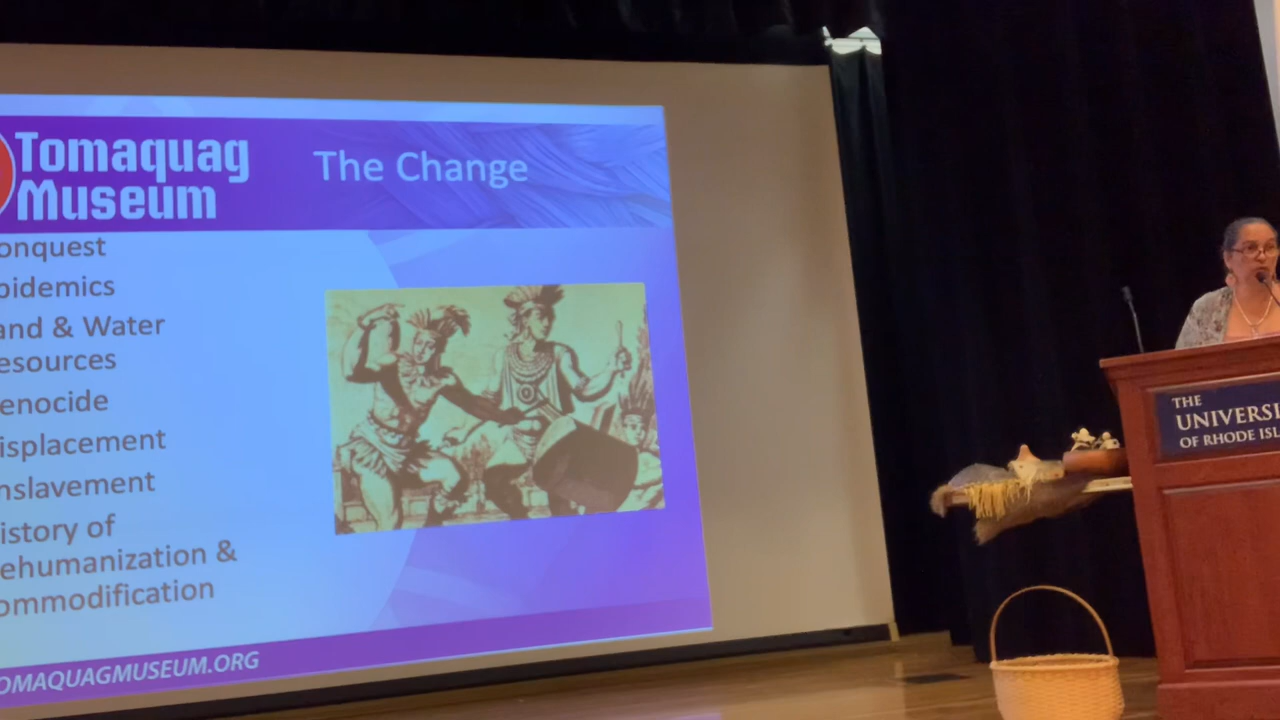 Tomaquag
Museum
The Change
onquest
pidemics
and & Water
esources
enocide
isplacement
nslavement
istory of
ehumanization &
ommodification
OMAQUAGMUSEUM.ORG
THE
UNIVERSI
OF RHODE ISL